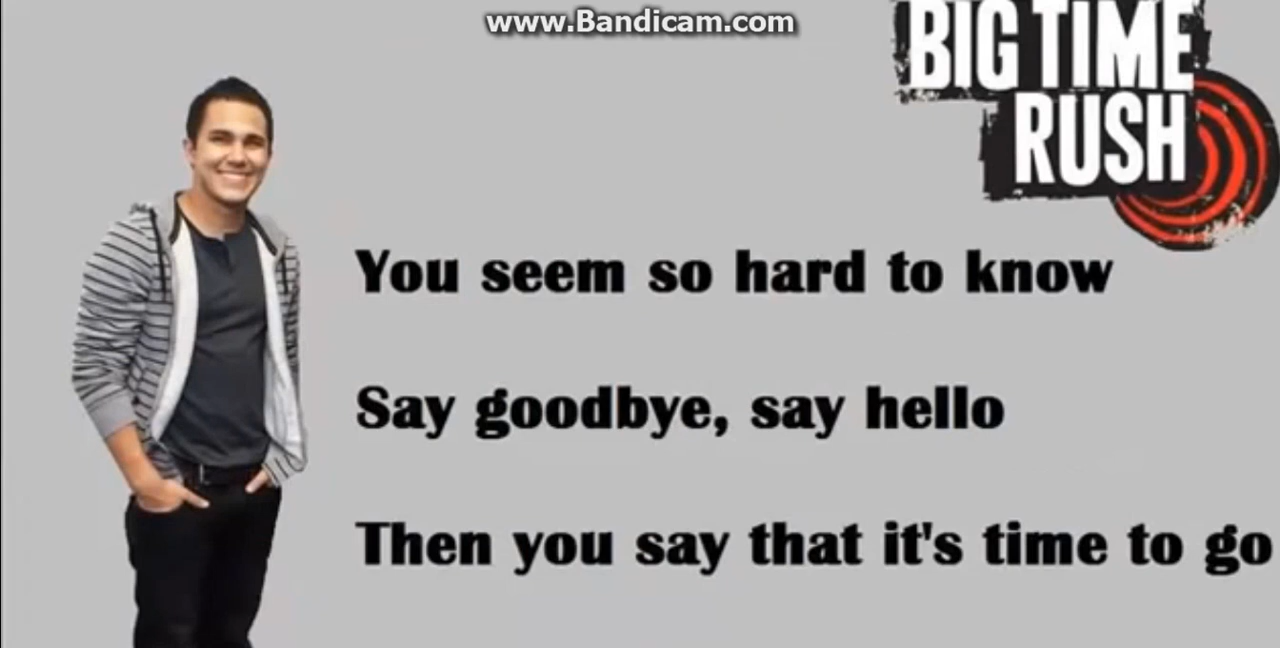 www.Bandicam.com
BIG TIME
RUSH
You seem so hard to know
Say goodbye, say hello
Then you say that it's time to go